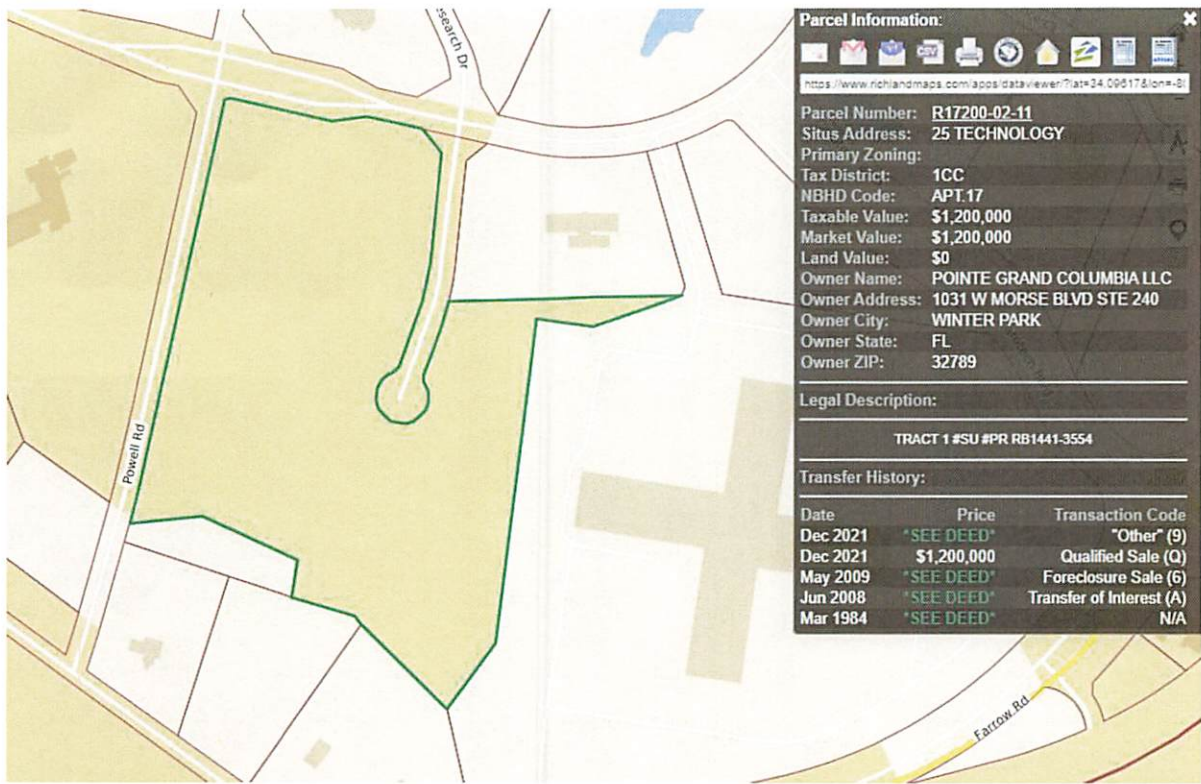 esearch Dr
Powell Rd
Farrow Rd
Parcel Information:
CSV
https://www.richlandmaps.com/apps/dataviewer/?lat=34.09617&lon=-8
Parcel Number: R17200-02-11
Situs Address: 25 TECHNOLOGY
Primary Zoning:
Tax District: 1CC
NBHD Code: APT.17
Taxable Value: $1,200,000
Market Value: $1,200,000
Land Value: $0
Owner Name: POINTE GRAND COLUMBIA LLC
Owner Address: 1031 W MORSE BLVD STE 240
Owner City: WINTER PARK
Owner State: FL
Owner ZIP: 32789
Legal Description:
TRACT 1 #SU #PR RB1441-3554
Transfer History:
Date Price Transaction Code
Dec 2021 *SEE DEED* "Other" (9)
Dec 2021 $1,200,000 Qualified Sale (Q)
May 2009 *SEE DEED* Foreclosure Sale (6)
Jun 2008 *SEE DEED* Transfer of Interest (A)
Mar 1984 *SEE DEED* N/A